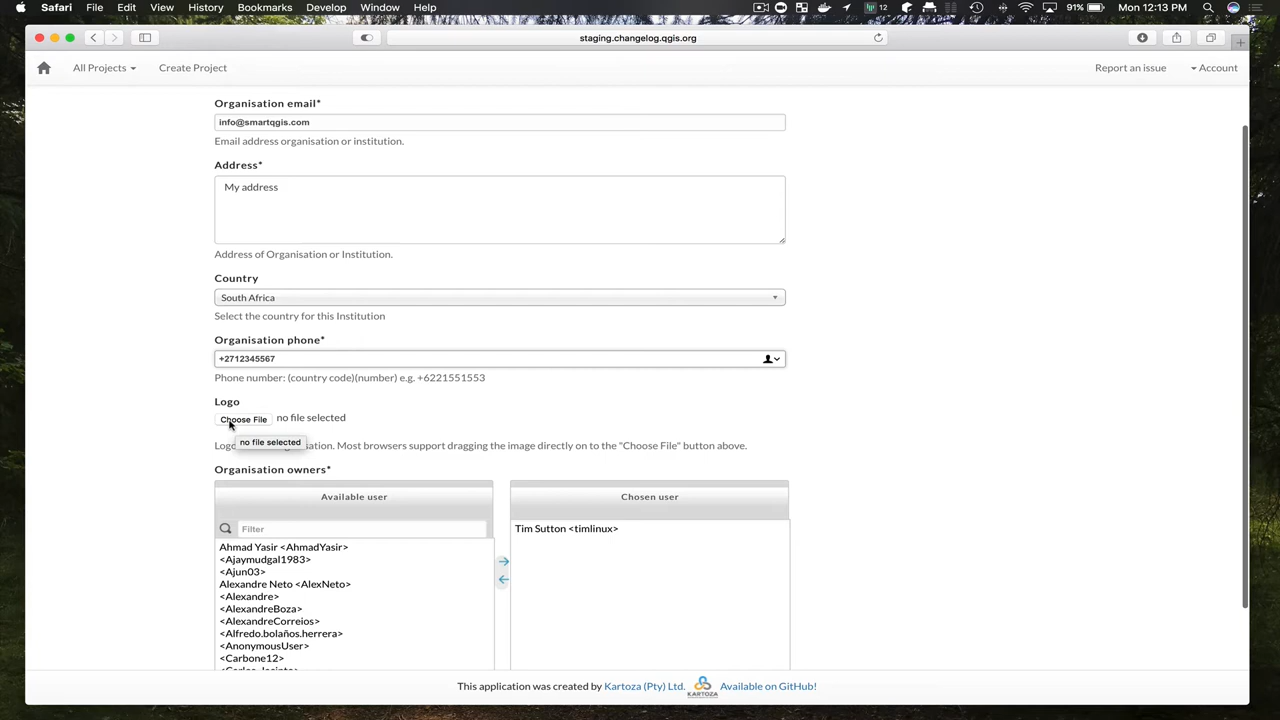 Safari File Edit View History Bookmarks Develop Window Help
12 91% Mon 12:13 PM
staging.changelog.qgis.org
All Projects Create Project Report an issue Account
Organisation email*
info@smartqgis.com
Email address organisation or institution.
Address*
My address
Address of Organisation or Institution.
Country
South Africa
Select the country for this Institution
Organisation phone*
+2712345567
Phone number: (country code)(number) e.g. +6221551553
Logo
Choose File no file selected
no file selected
Logo isation. Most browsers support dragging the image directly on to the "Choose File" button above.
Organisation owners*
Available user
Chosen user
Filter
Tim Sutton <timlinux>
Ahmad Yasir <AhmadYasir>
<Ajaymudgal1983>
<Ajun03>
Alexandre Neto <AlexNeto>
<Alexandre>
<AlexandreBoza>
<AlexandreCorreios>
<Alfredo.bolaños.herrera>
<AnonymousUser>
<Carbone12>
This application was created by Kartoza (Pty) Ltd. KARTOZA Available on GitHub!